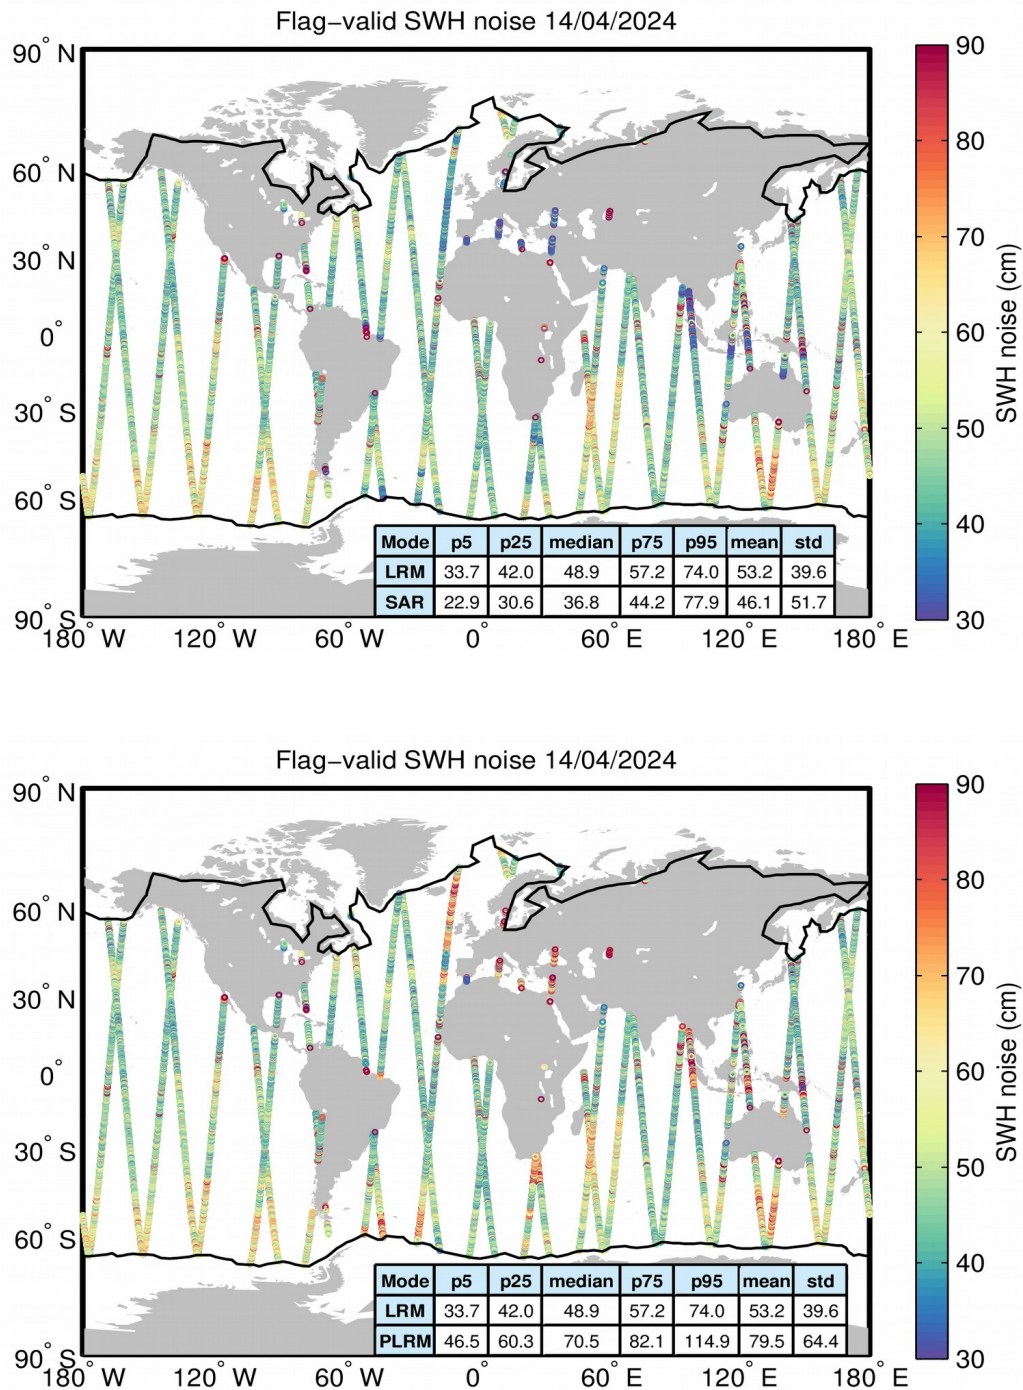 Flag−valid SWH noise 14/04/2024
90° N
60° N
30° N
0°
30° S
60° S
90° S
180° W 120° W 60° W 0° 60° E 120° E 180° E
90
80
70
60
50
40
30
SWH noise (cm)
Mode p5 p25 median p75 p95 mean std
LRM 33.7 42.0 48.9 57.2 74.0 53.2 39.6
SAR 22.9 30.6 36.8 44.2 77.9 46.1 51.7
Flag−valid SWH noise 14/04/2024
90° N
60° N
30° N
0°
30° S
60° S
90° S
180° W 120° W 60° W 0° 60° E 120° E 180° E
90
80
70
60
50
40
30
SWH noise (cm)
Mode p5 p25 median p75 p95 mean std
LRM 33.7 42.0 48.9 57.2 74.0 53.2 39.6
PLRM 46.5 60.3 70.5 82.1 114.9 79.5 64.4